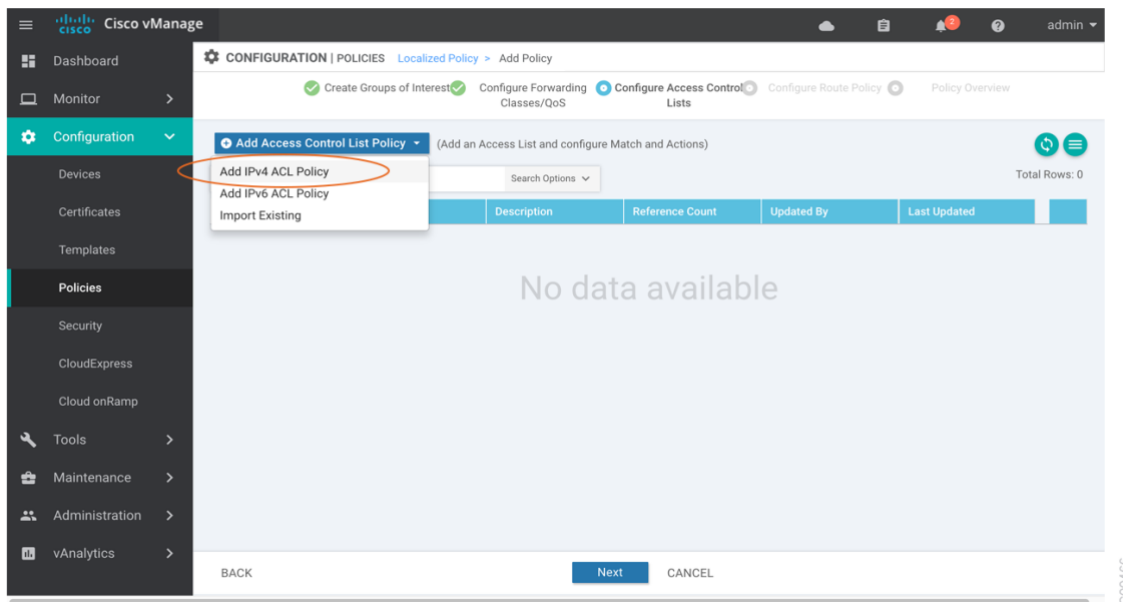 cisco Cisco vManage
2
admin
Dashboard
Monitor
Configuration
Devices
Certificates
Templates
Policies
Security
CloudExpress
Cloud onRamp
Tools
Maintenance
Administration
vAnalytics
CONFIGURATION | POLICIES Localized Policy > Add Policy
Create Groups of Interest
Configure Forwarding
Classes/QoS
Configure Access Control
Lists
Configure Route Policy
Policy Overview
Add Access Control List Policy (Add an Access List and configure Match and Actions)
Add IPv4 ACL Policy
Add IPv6 ACL Policy
Import Existing
Search Options
Total Rows: 0
Description Reference Count Updated By Last Updated
No data available
BACK Next CANCEL